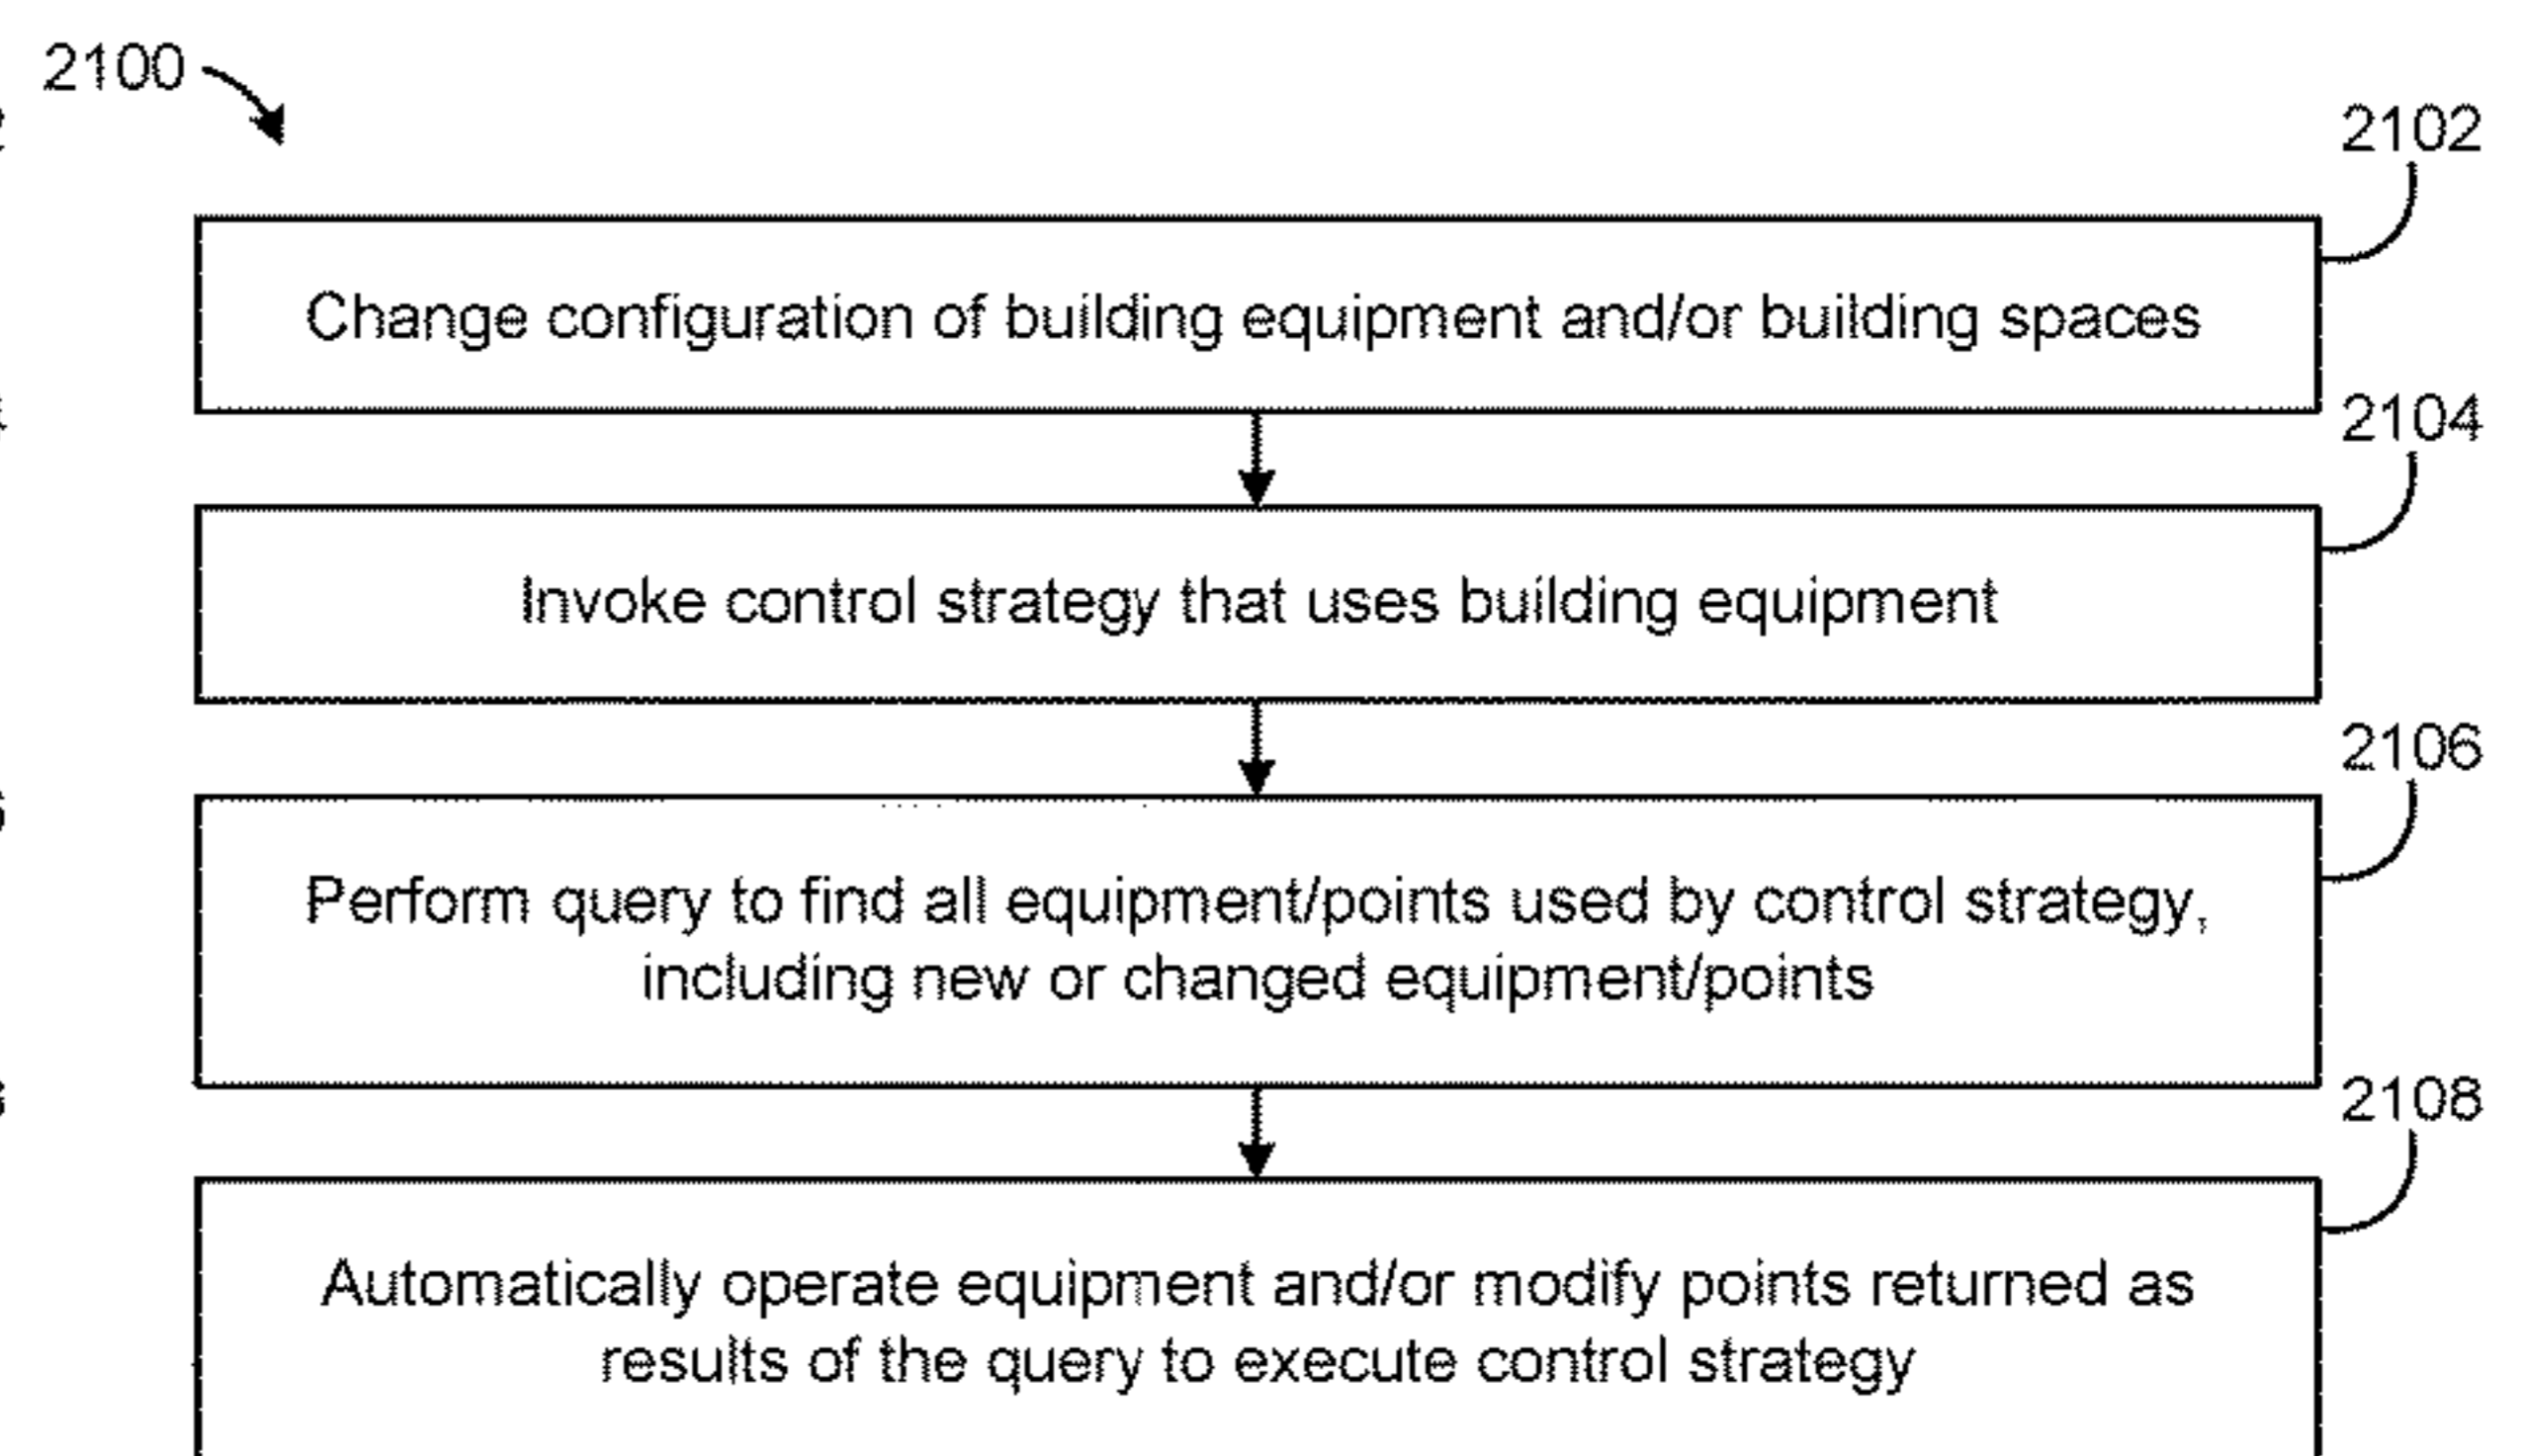 2100
2102
Change configuration of building equipment and/or building spaces
2104
Invoke control strategy that uses building equipment
2106
Perform query to find all equipment/points used by control strategy,
including new or changed equipment/points
2108
Automatically operate equipment and/or modify points returned as
results of the query to execute control strategy